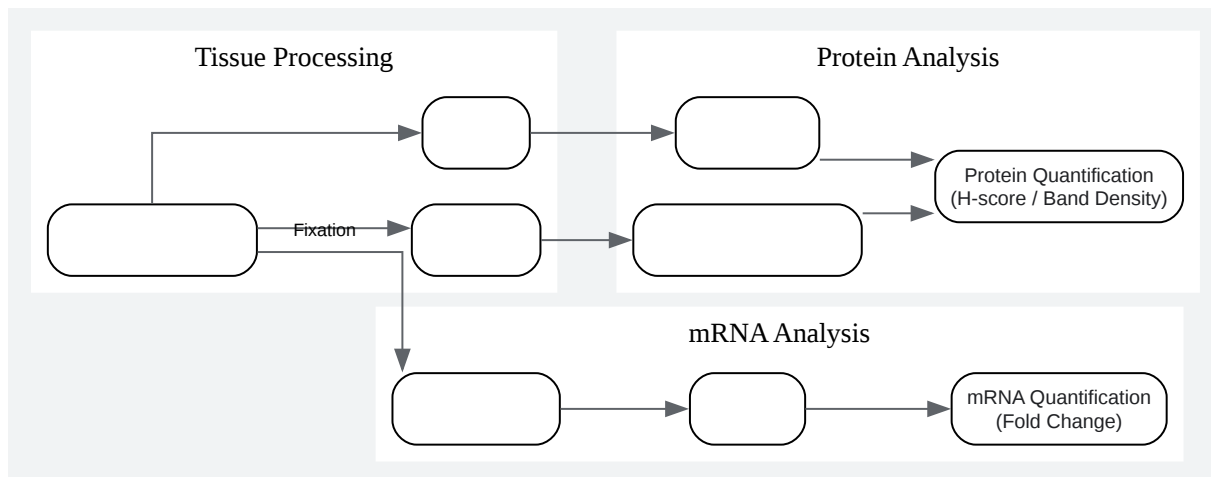 Tissue Processing
Protein Analysis
Protein Quantification
(H-score / Band Density)
Fixation
mRNA Analysis
mRNA Quantification
(Fold Change)